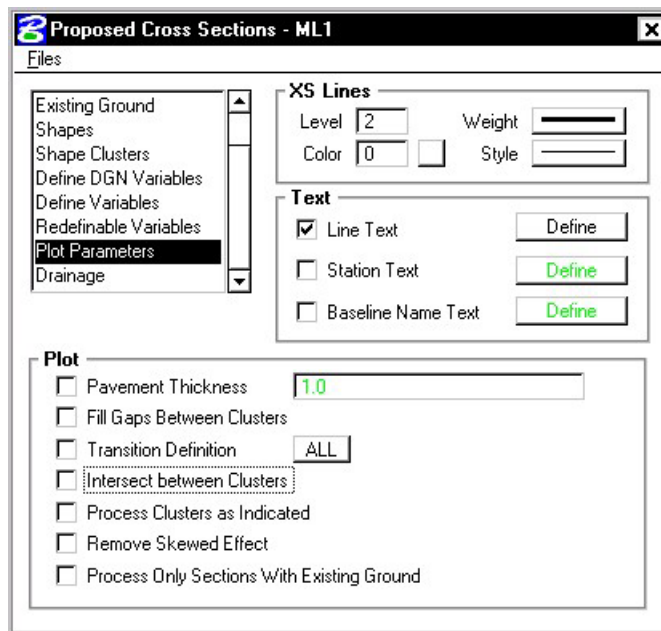 Proposed Cross Sections - ML1
Files
Existing Ground
Shapes
Shape Clusters
Define DGN Variables
Define Variables
Redefinable Variables
Plot Parameters
Drainage
XS Lines
Level 2 Weight
Color 0 Style
Text
Line Text Define
Station Text Define
Baseline Name Text Define
Plot
Pavement Thickness 1.0
Fill Gaps Between Clusters
Transition Definition ALL
Intersect between Clusters
Process Clusters as Indicated
Remove Skewed Effect
Process Only Sections With Existing Ground